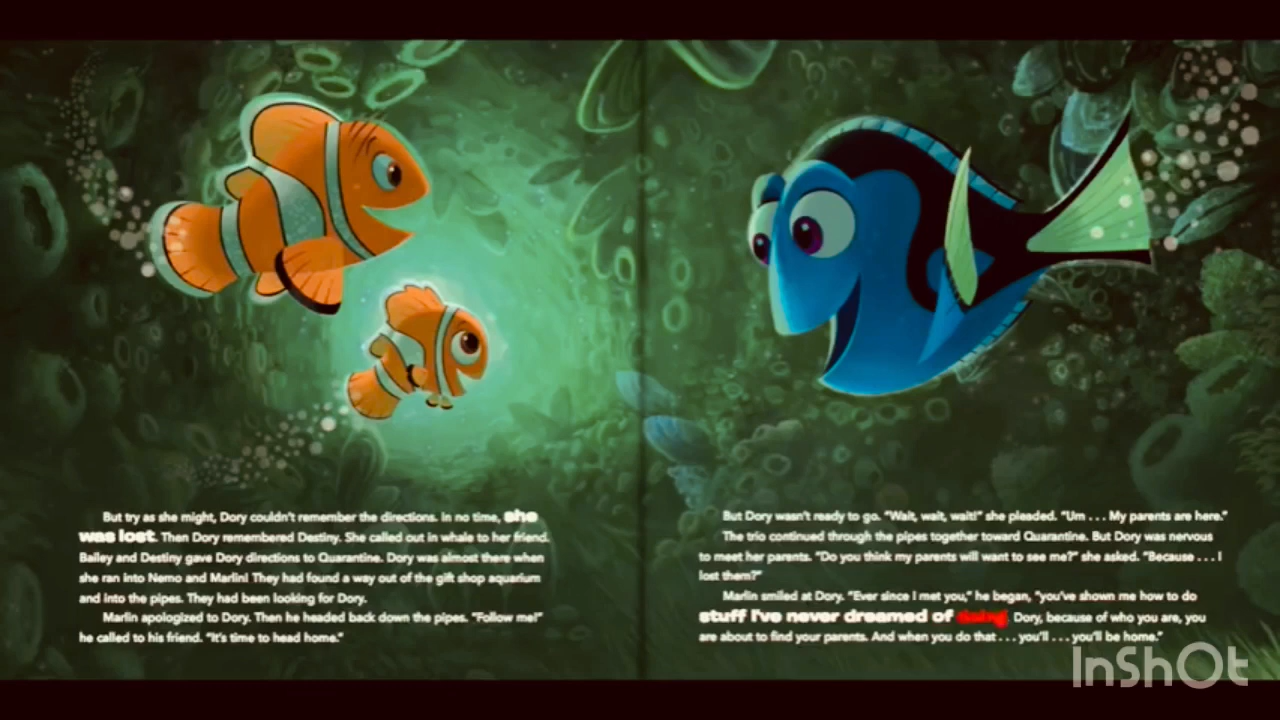 But try as she might, Dory couldn't remember the directions. In no time, she
was lost. Then Dory remembered Destiny. She called out in whale to her friend.
Bailey and Destiny gave Dory directions to Quarantine. Dory was almost there when
she ran into Nemo and Marlin! They had found a way out of the gift shop aquarium
and into the pipes. They had been looking for Dory.
Marlin apologized to Dory. Then he headed back down the pipes. "Follow me!"
he called to his friend. "It's time to head home."
But Dory wasn't ready to go. "Wait, wait, wait!" she pleaded. "Um . . . My parents are here."
The trio continued through the pipes together toward Quarantine. But Dory was nervous
to meet her parents. "Do you think my parents will want to see me?" she asked. "Because . . . I
lost them?"
Marlin smiled at Dory. "Ever since I met you," he began, "you've shown me how to do
stuff I've never dreamed of doing. Dory, because of who you are, you
are about to find your parents. And when you do that . . . you'll . . . you'll be home."
InShOt